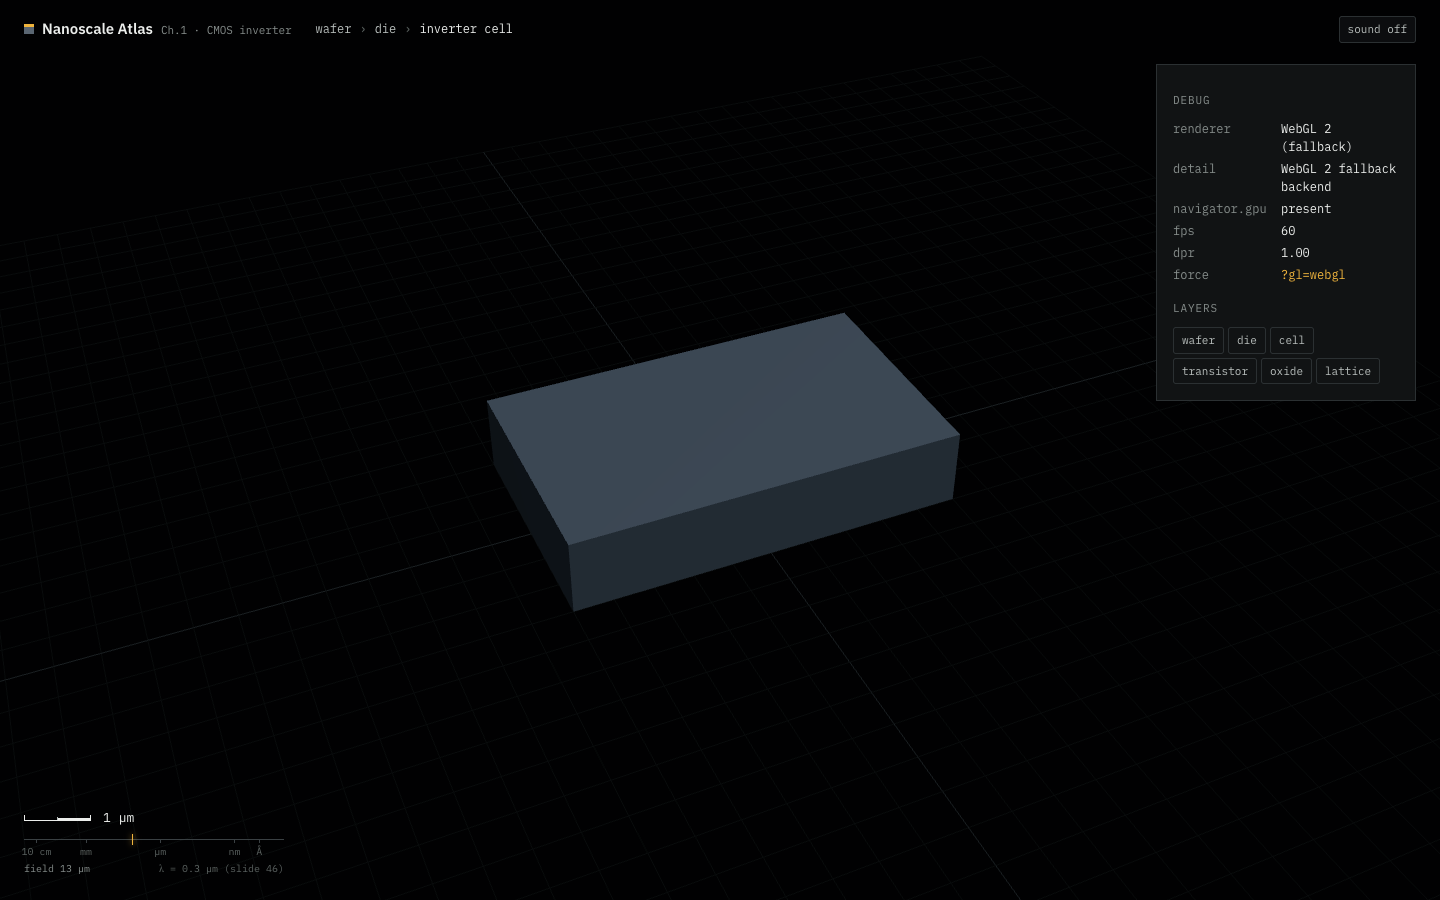 Nanoscale Atlas Ch.1 · CMOS inverter wafer › die › inverter cell
sound off
DEBUG
renderer WebGL 2 (fallback)
detail WebGL 2 fallback backend
navigator.gpu present
fps 60
dpr 1.00
force ?gl=webgl
LAYERS
wafer die cell
transistor oxide lattice
1 µm
10 cm mm µm nm Å
field 13 µm λ = 0.3 µm (slide 46)